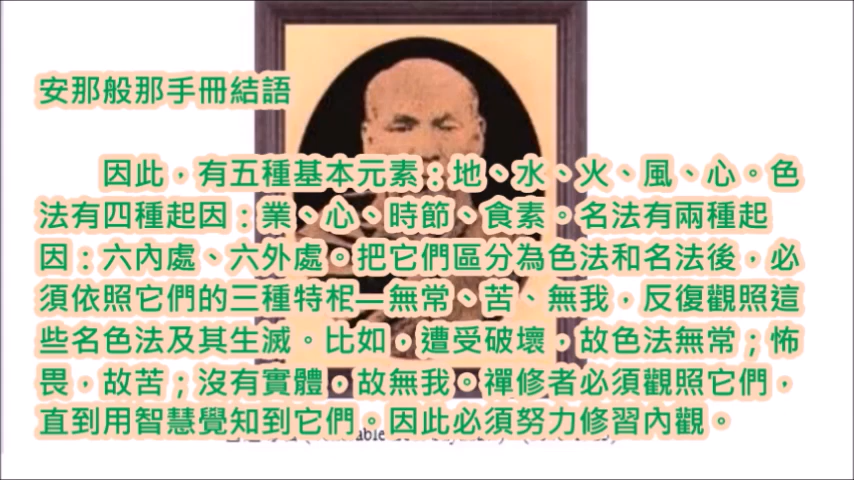 安那般那手冊結語
因此，有五種基本元素：地、水、火、風、心。色
法有四種起因：業、心、時節、食素。名法有兩種起
因：六內處、六外處。把它們區分為色法和名法後，必
須依照它們的三種特相—無常、苦、無我，反復觀照這
些名色法及其生滅。比如，遭受破壞，故色法無常；怖
畏，故苦；沒有實體，故無我。禪修者必須觀照它們，
直到用智慧覺知到它們。因此必須努力修習內觀。